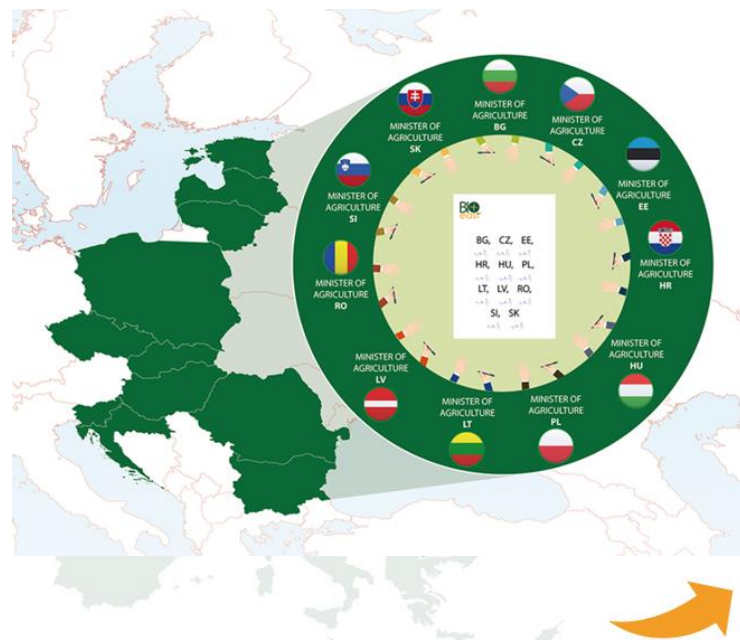 MINISTER OF
AGRICULTURE
BG
MINISTER OF
AGRICULTURE
CZ
MINISTER OF
AGRICULTURE
EE
MINISTER OF
AGRICULTURE
HR
MINISTER OF
AGRICULTURE
HU
MINISTER OF
AGRICULTURE
PL
MINISTER OF
AGRICULTURE
LT
MINISTER OF
AGRICULTURE
LV
MINISTER OF
AGRICULTURE
RO
MINISTER OF
AGRICULTURE
SI
MINISTER OF
AGRICULTURE
SK
BIO
east
BG, CZ, EE,
HR, HU, PL,
LT, LV, RO,
SI, SK